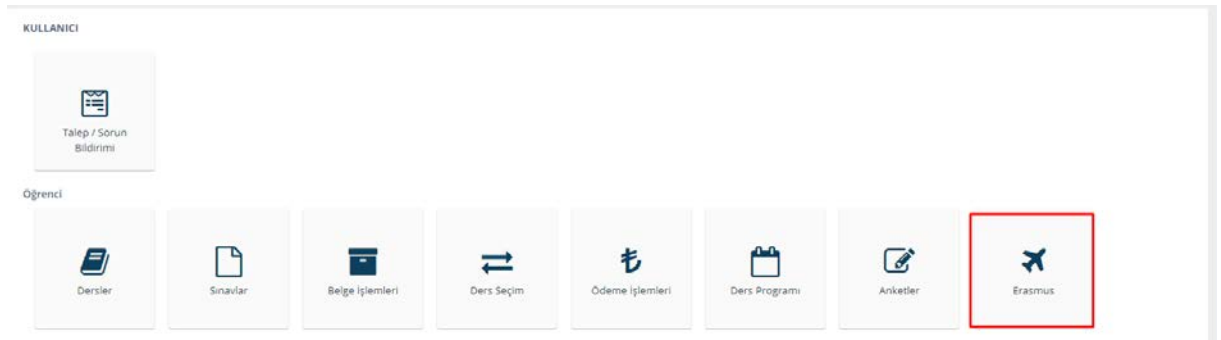 KULLANICI
Talep / Sorun
Bildirimi
Öğrenci
Dersler
Sınavlar
Belge İşlemleri
Ders Seçim
Ödeme İşlemleri
Ders Programı
Anketler
Erasmus